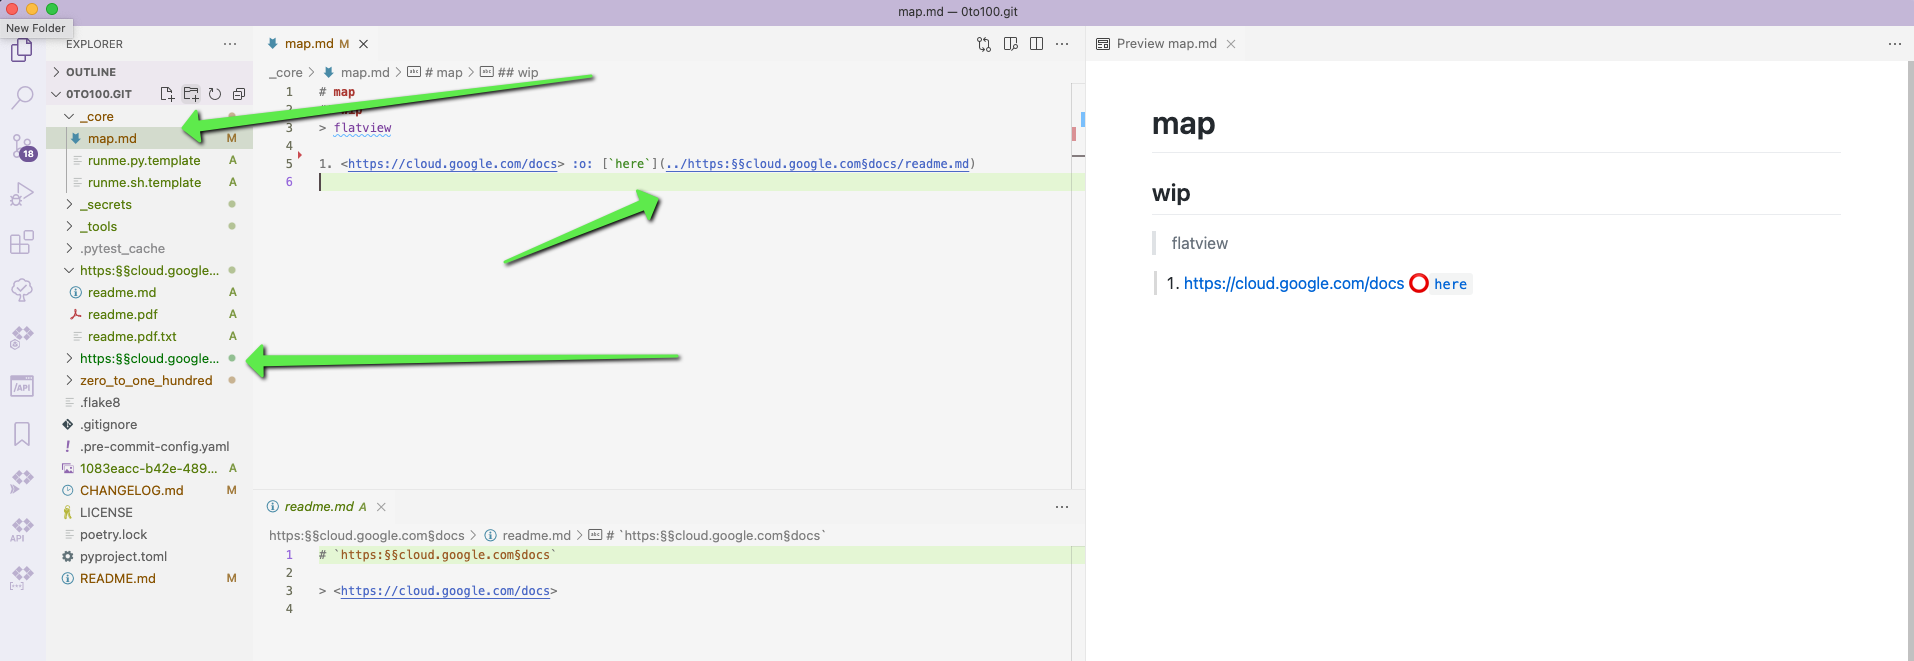 map.md — 0to100.git
New Folder
EXPLORER
OUTLINE
0TO100.GIT
_core
map.md M
runme.py.template A
runme.sh.template A
_secrets
_tools
.pytest_cache
https:§§cloud.google...
readme.md A
readme.pdf A
readme.pdf.txt A
https:§§cloud.google...
zero_to_one_hundred
.flake8
.gitignore
.pre-commit-config.yaml
1083eacc-b42e-489... A
CHANGELOG.md M
LICENSE
poetry.lock
pyproject.toml
README.md M
18
/API
API
map.md M
_core > map.md > # map > ## wip
1 # map
2
3 > flatview
4
5 1. <https://cloud.google.com/docs> :o: [`here`](../https:§§cloud.google.com§docs/readme.md)
6
readme.md A
https:§§cloud.google.com§docs > readme.md > # `https:§§cloud.google.com§docs`
1 # `https:§§cloud.google.com§docs`
2
3 > <https://cloud.google.com/docs>
4
Preview map.md
map
wip
flatview
1. https://cloud.google.com/docs here